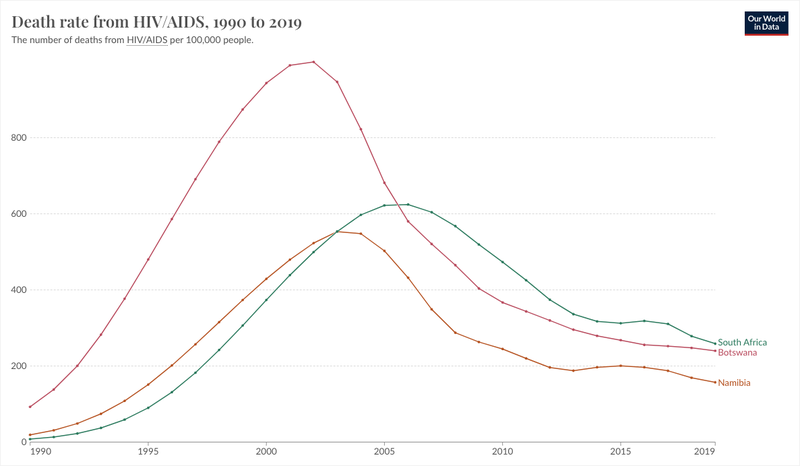 Death rate from HIV/AIDS, 1990 to 2019
The number of deaths from HIV/AIDS per 100,000 people.
Our World
in Data
800
600
400
200
0
South Africa
Botswana
Namibia
1990 1995 2000 2005 2010 2015 2019